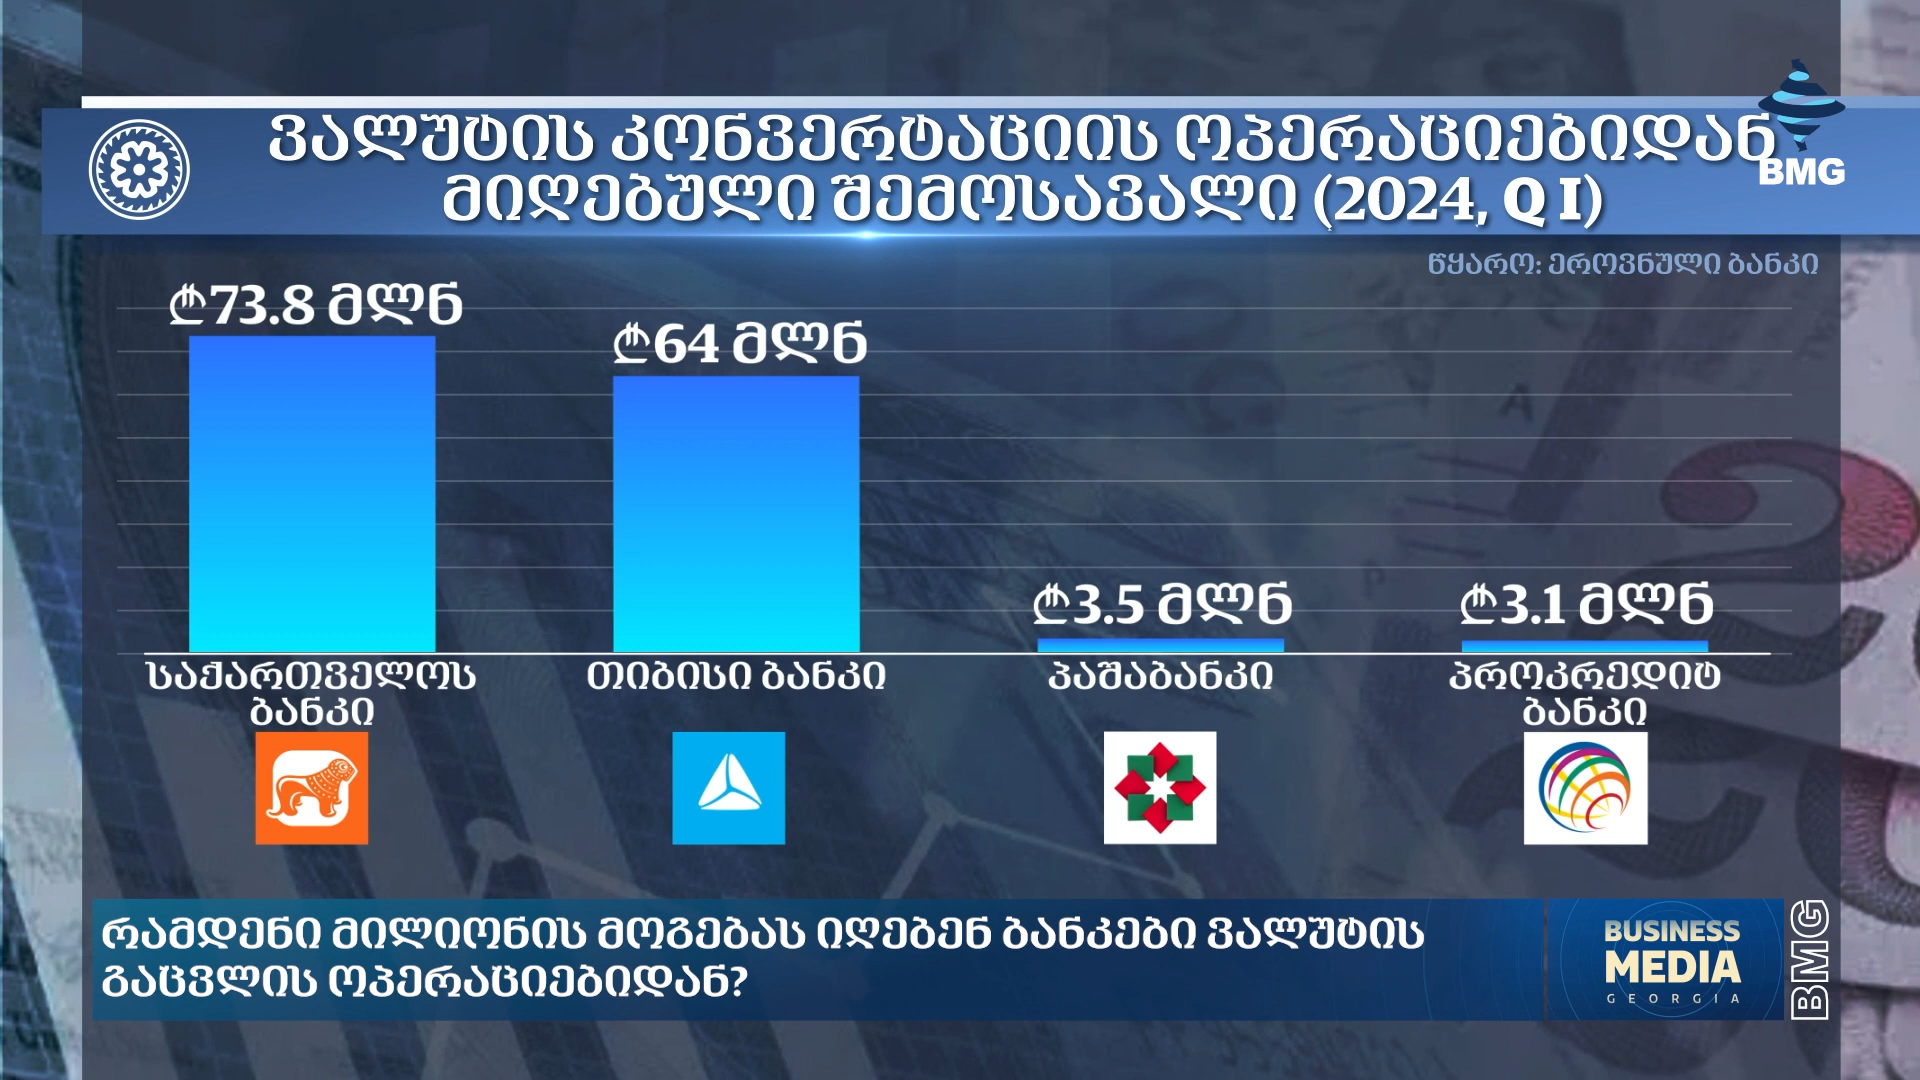 ვალუტის კონვერტაციის ოპერაციებიდან
მიღებული შემოსავალი (2024, Q I)
BMG
წყარო: ეროვნული ბანკი
₾73.8 მლნ
₾64 მლნ
₾3.5 მლნ
₾3.1 მლნ
საქართველოს
ბანკი
თიბისი ბანკი
პაშაბანკი
პროკრედიტ
ბანკი
რამდენი მილიონის მოგებას იღებენ ბანკები ვალუტის
გაცვლის ოპერაციებიდან?
BUSINESS
MEDIA
GEORGIA
BMG